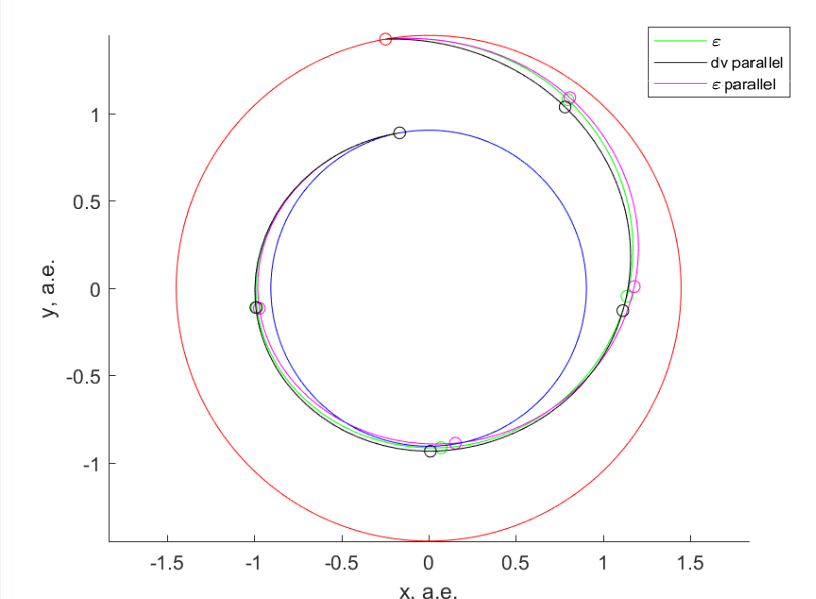 ε
dv parallel
ε parallel
1
0.5
0
-0.5
-1
y, a.e.
-1.5
-1
-0.5
0
0.5
1
1.5
x, a.e.